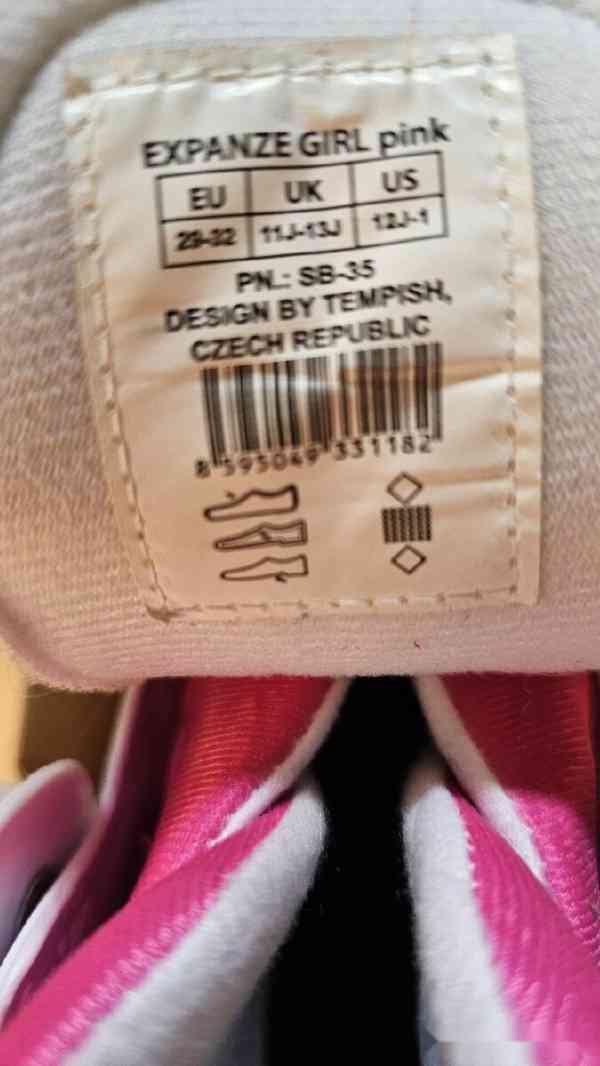 EXPANZE GIRL pink
EU UK US
29-32 11J-13J 12J-1
PN.: SB-35
DESIGN BY TEMPISH,
CZECH REPUBLIC
8 595049 331182